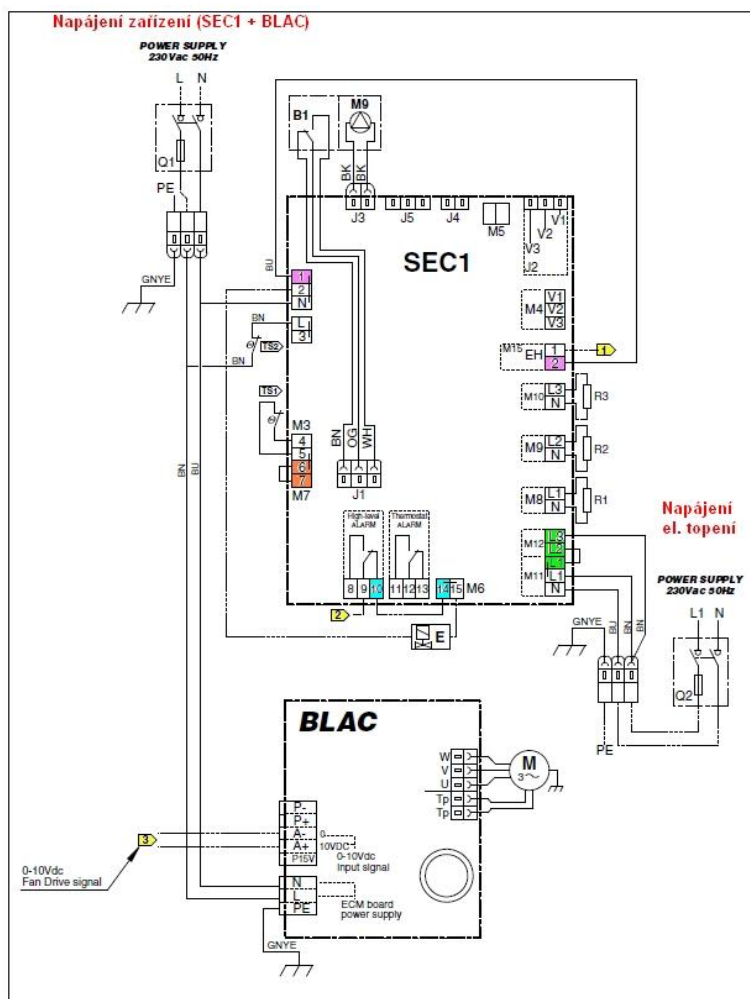 Napájení zařízení (SEC1 + BLAC)
POWER SUPPLY
230Vac 50Hz
L N
Q1
PE
GNYE
B1
M9
BK
BK
J3
J5
J4
M5
V1
V2
V3
J2
SEC1
BU
1
2
N
L
3
BN
TS2
BN
TS1
M3
4
5
6
7
M7
BN
BU
BN
OG
WH
J1
M4
V1
V2
V3
M15
EH
1
2
1
M10
L3
N
R3
M9
L2
N
R2
M8
L1
N
R1
High-level
ALARM
Thermostat
ALARM
8 9 10 11 12 13 14 15 M6
2
E
M12
L3
L2
L1
M11
L1
N
Napájení
el. topení
POWER SUPPLY
230Vac 50Hz
L1 N
GNYE
BU
BN
BN
Q2
PE
BLAC
W
V
U
Tp
Tp
M
3~
P-
P+
A-
A+
P15V
0
10VDC
0-10Vdc
Input signal
3
0-10Vdc
Fan Drive signal
N
L
PE
ECM board
power supply
GNYE